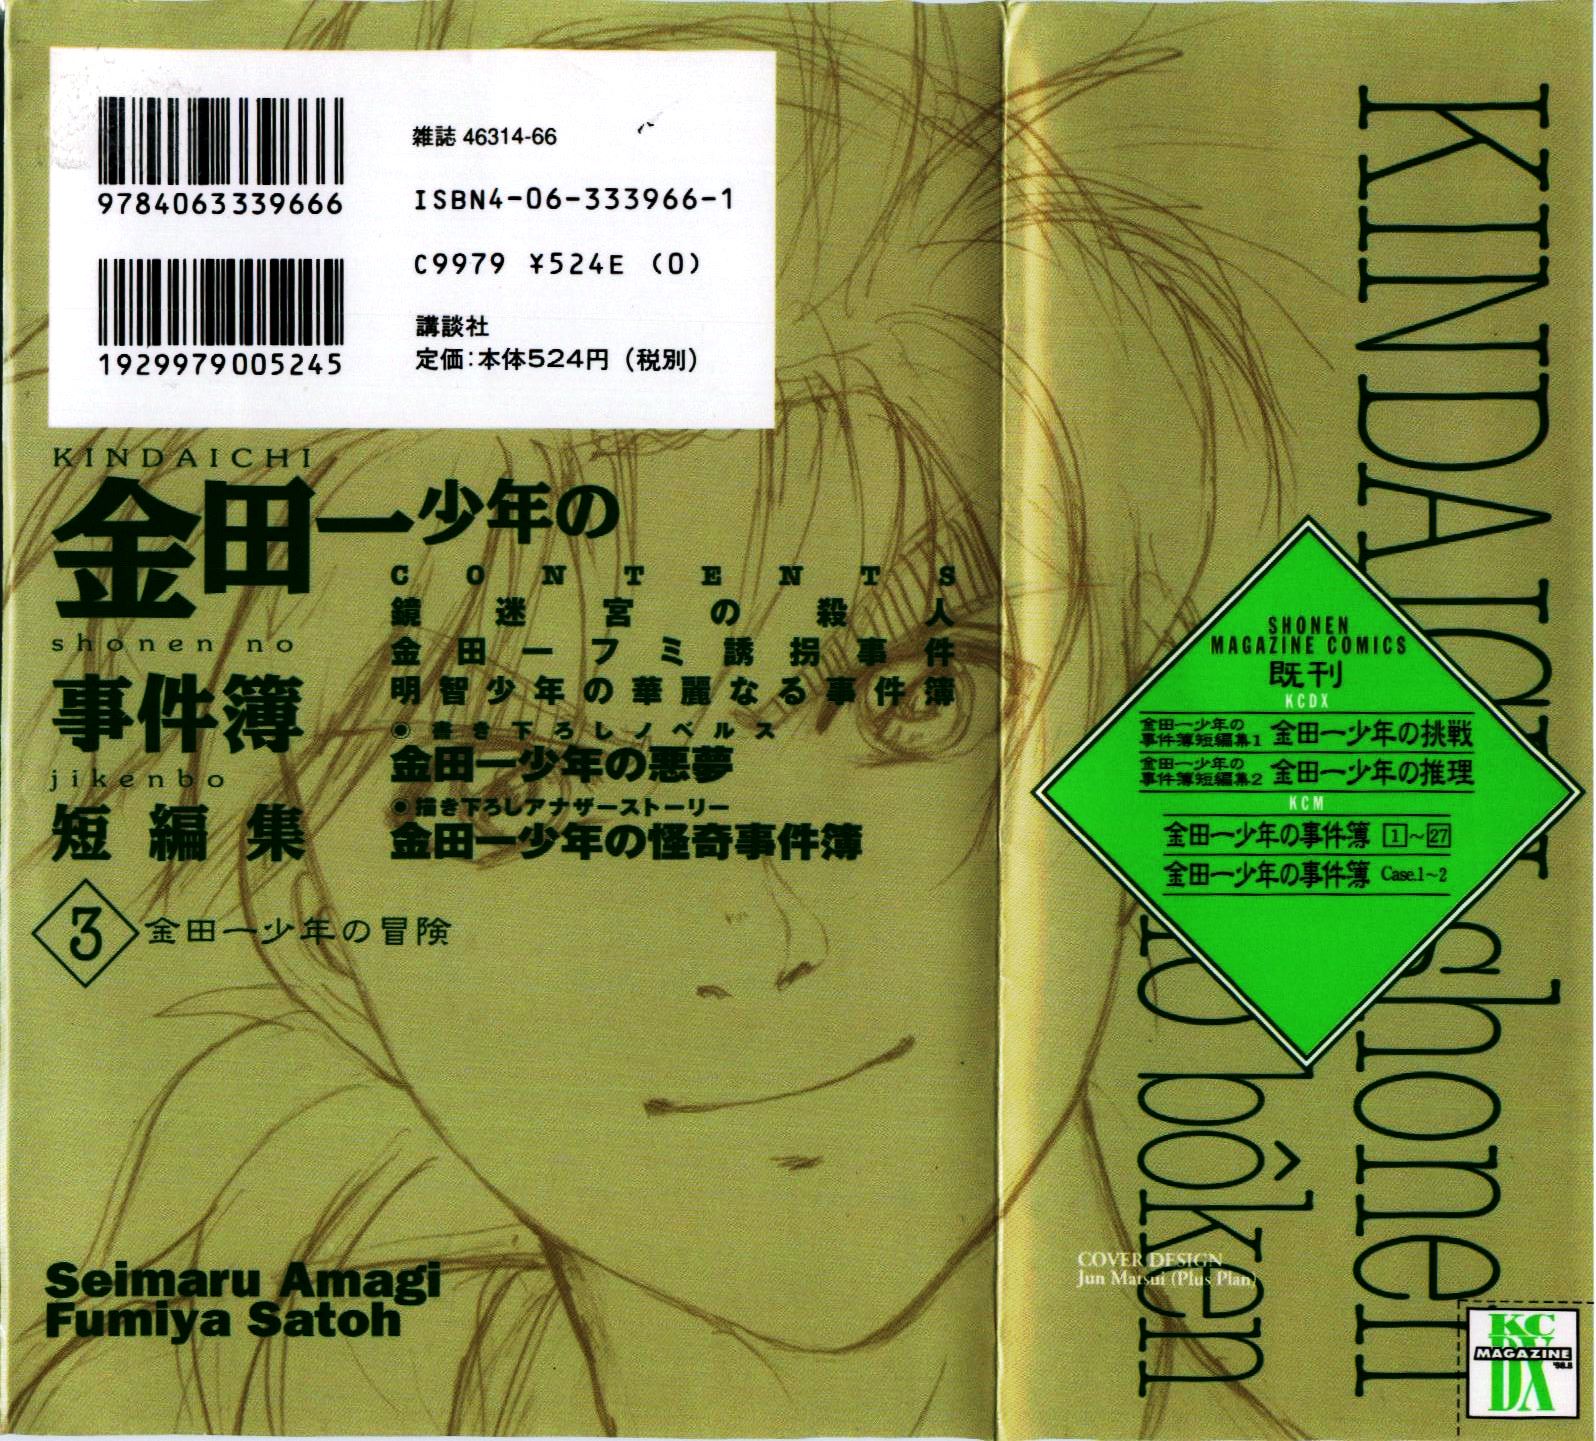 9784063339666
1929979005245
雑誌 46314-66
ISBN4-06-333966-1
C9979 ¥524E (0)
講談社
定価:本体524円(税別)
KINDAICHI
金田一少年の
shonen no
事件簿
jikenbo
短編集
3 金田一少年の冒険
CONTENTS
鏡迷宮の殺人
金田一フミ誘拐事件
明智少年の華麗なる事件簿
◉書き下ろしノベルス
金田一少年の悪夢
◉描き下ろしアナザーストーリー
金田一少年の怪奇事件簿
Seimaru Amagi
Fumiya Satoh
KINDAICHI shonen
no bôken
SHONEN
MAGAZINE COMICS
既刊
KCDX
金田一少年の事件簿短編集1 金田一少年の挑戦
金田一少年の事件簿短編集2 金田一少年の推理
KCM
金田一少年の事件簿 1~27
金田一少年の事件簿 Case.1~2
COVER DESIGN
Jun Matsui (Plus Plan)
KC
MAGAZINE
'98.8
DX